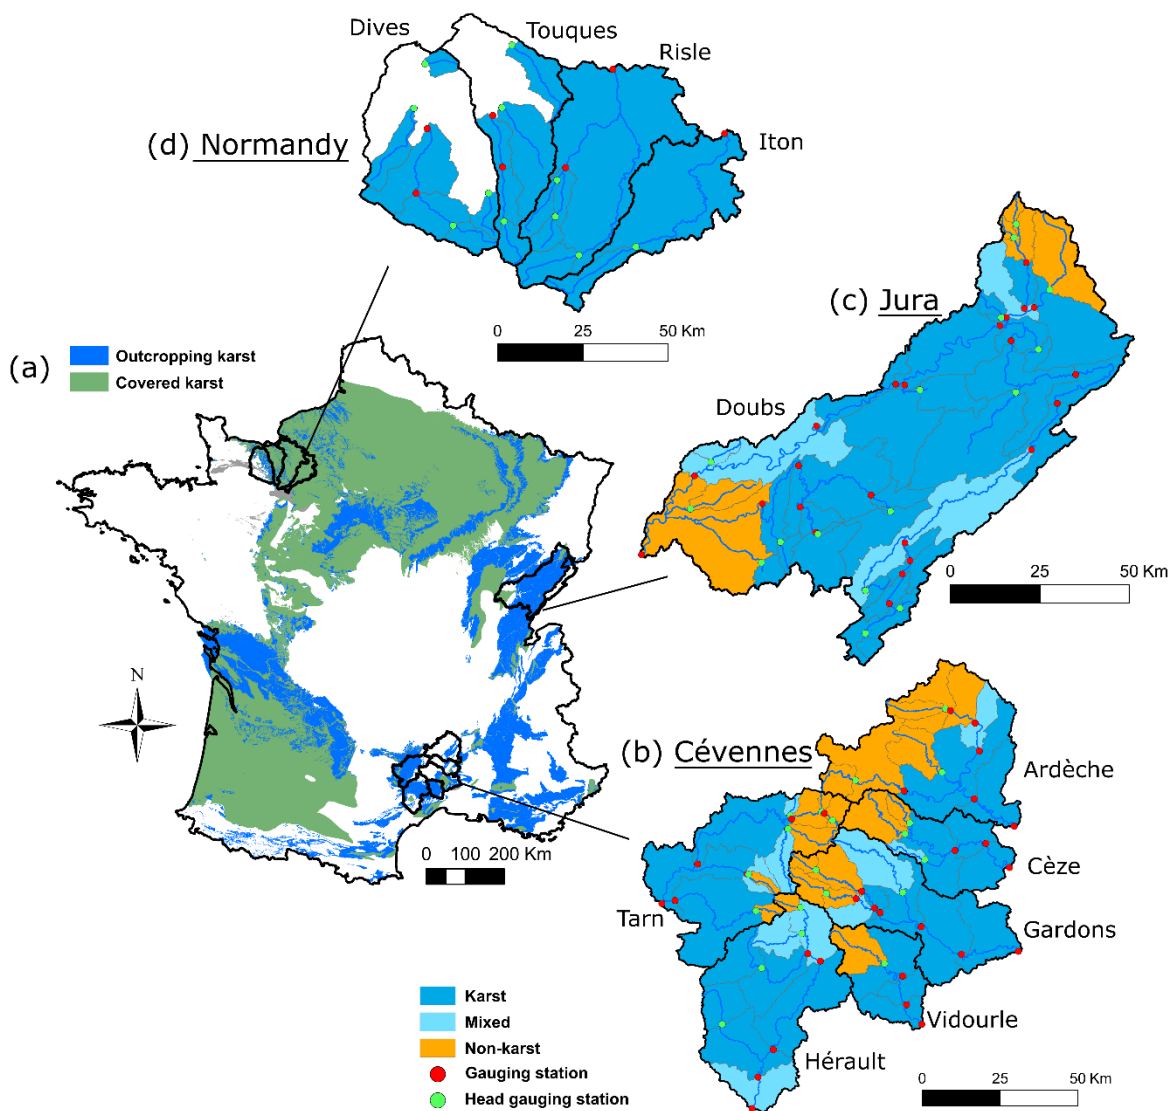 Dives
Touques
Risle
Iton
(d) Normandy
0 25 50 Km
(c) Jura
Doubs
0 25 50 Km
(a)
Outcropping karst
Covered karst
N
0 100 200 Km
(b) Cévennes
Ardèche
Cèze
Gardons
Tarn
Vidourle
Hérault
Karst
Mixed
Non-karst
Gauging station
Head gauging station
0 25 50 Km